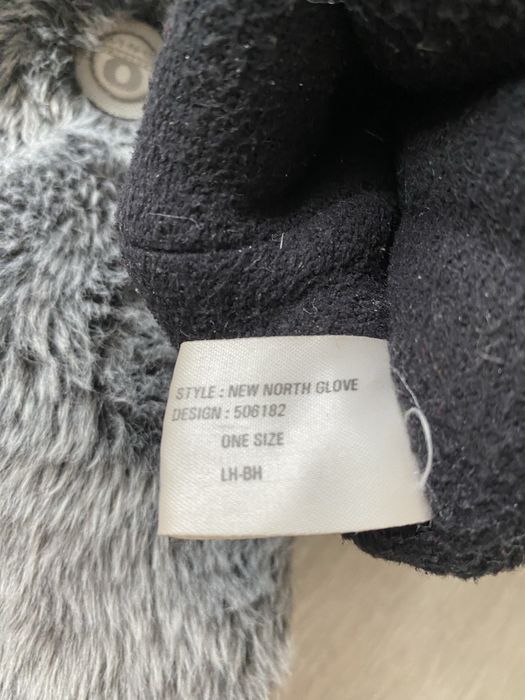 STYLE : NEW NORTH GLOVE
DESIGN : 506182
ONE SIZE
LH-BH